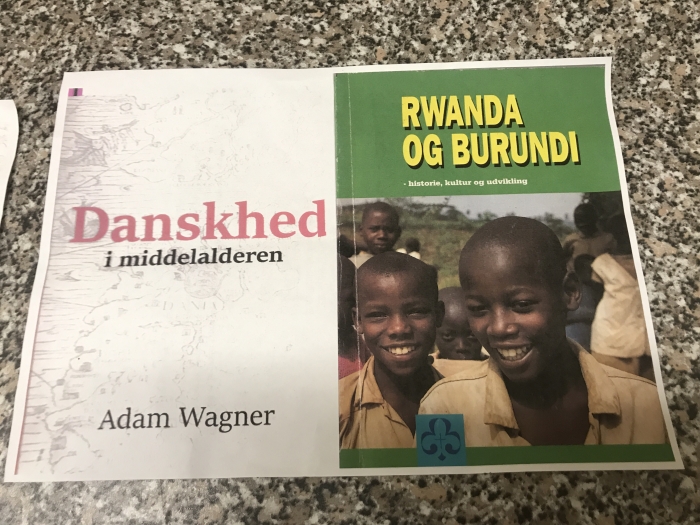 Danskhed
i middelalderen
Adam Wagner
RWANDA
OG BURUNDI
- historie, kultur og udvikling